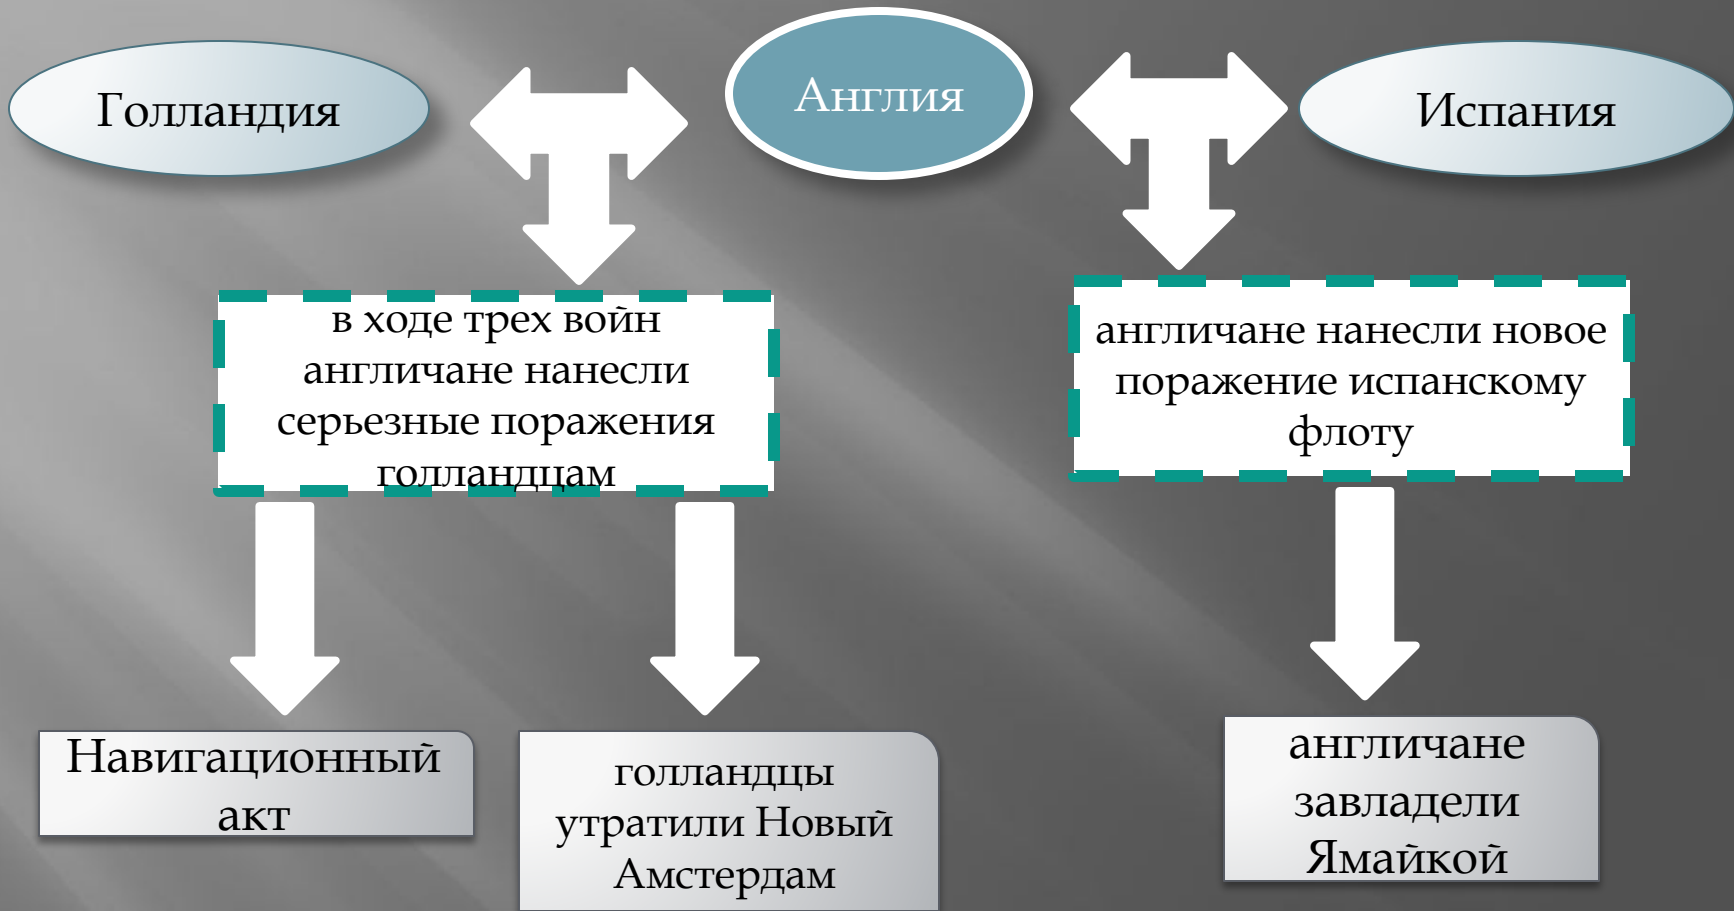 Голландия
Англия
Испания
в ходе трех войн
англичане нанесли
серьезные поражения
голландцам
англичане нанесли новое
поражение испанскому
флоту
Навигационный
акт
голландцы
утратили Новый
Амстердам
англичане
завладели
Ямайкой